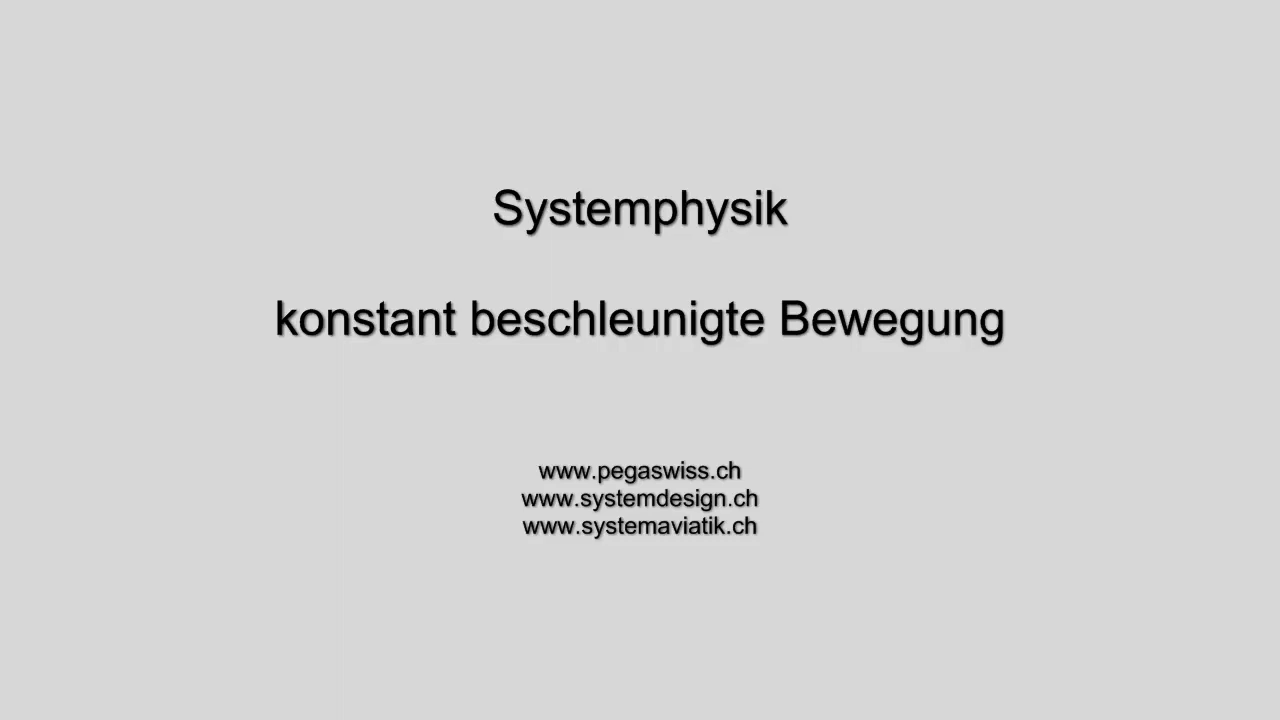 Systemphysik
konstant beschleunigte Bewegung
www.pegaswiss.ch
www.systemdesign.ch
www.systemaviatik.ch